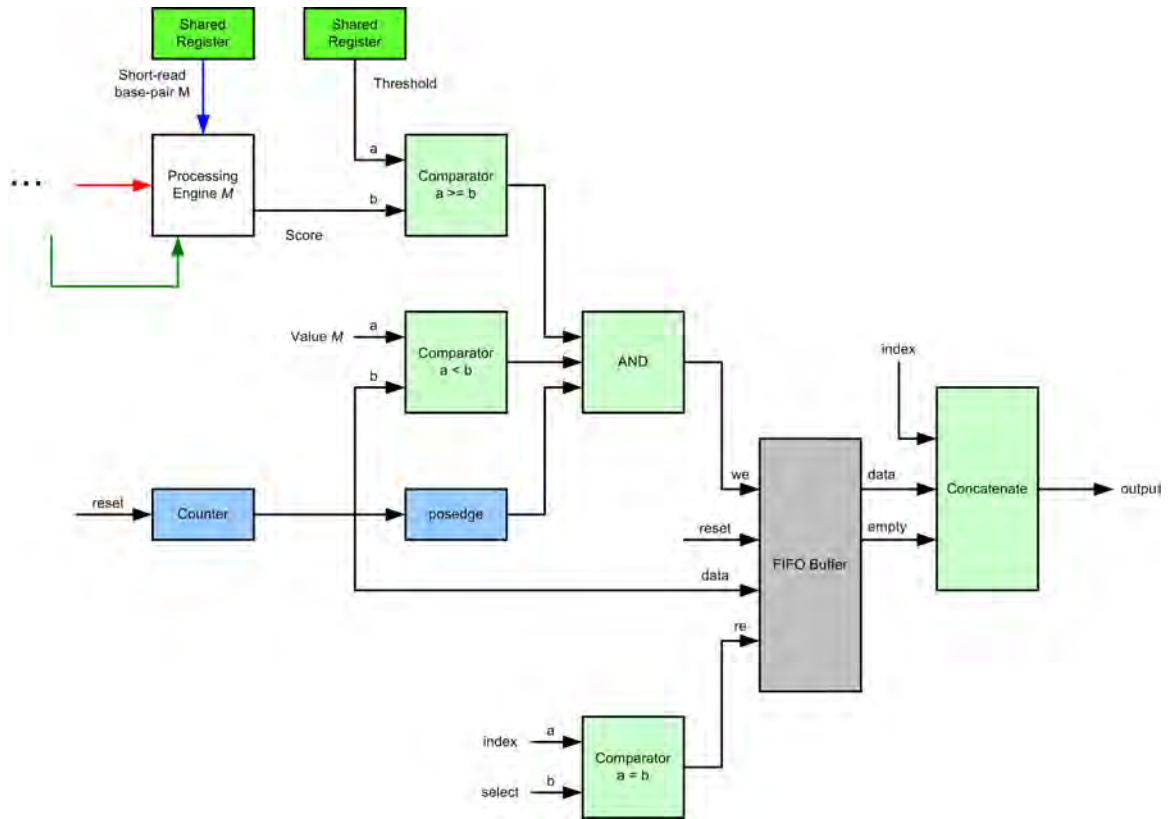 Shared
Register
Shared
Register
Short-read
base-pair M
Threshold
a
Comparator
a >= b
Processing
Engine M
...
b
Score
Value M
a
Comparator
a < b
b
AND
index
we
data
Concatenate
output
reset
Counter
posedge
reset
empty
FIFO Buffer
data
re
index
a
Comparator
a = b
select
b